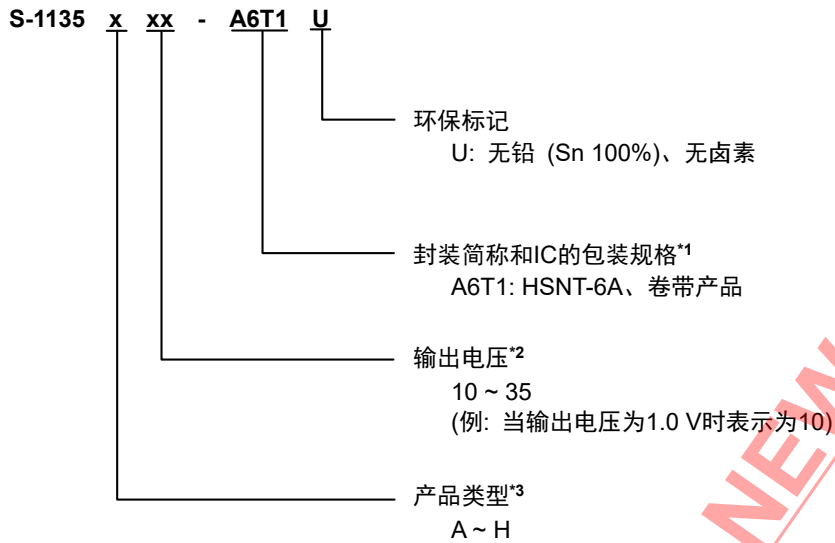 S-1135 x xx - A6T1 U
环保标记
U: 无铅 (Sn 100%)、无卤素
封装简称和IC的包装规格*1
A6T1: HSNT-6A、卷带产品
输出电压*2
10 ~ 35
(例: 当输出电压为1.0 V时表示为10)
产品类型*3
A ~ H
NEW